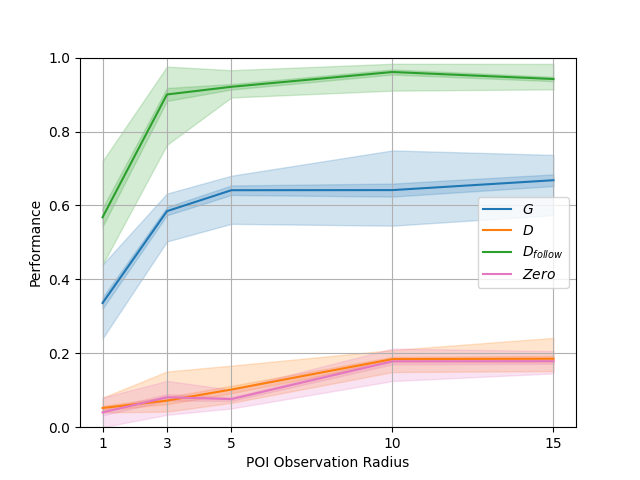 1.0
0.8
0.6
0.4
0.2
0.0
Performance
G
D
D_follow
Zero
1 3 5 10 15
POI Observation Radius